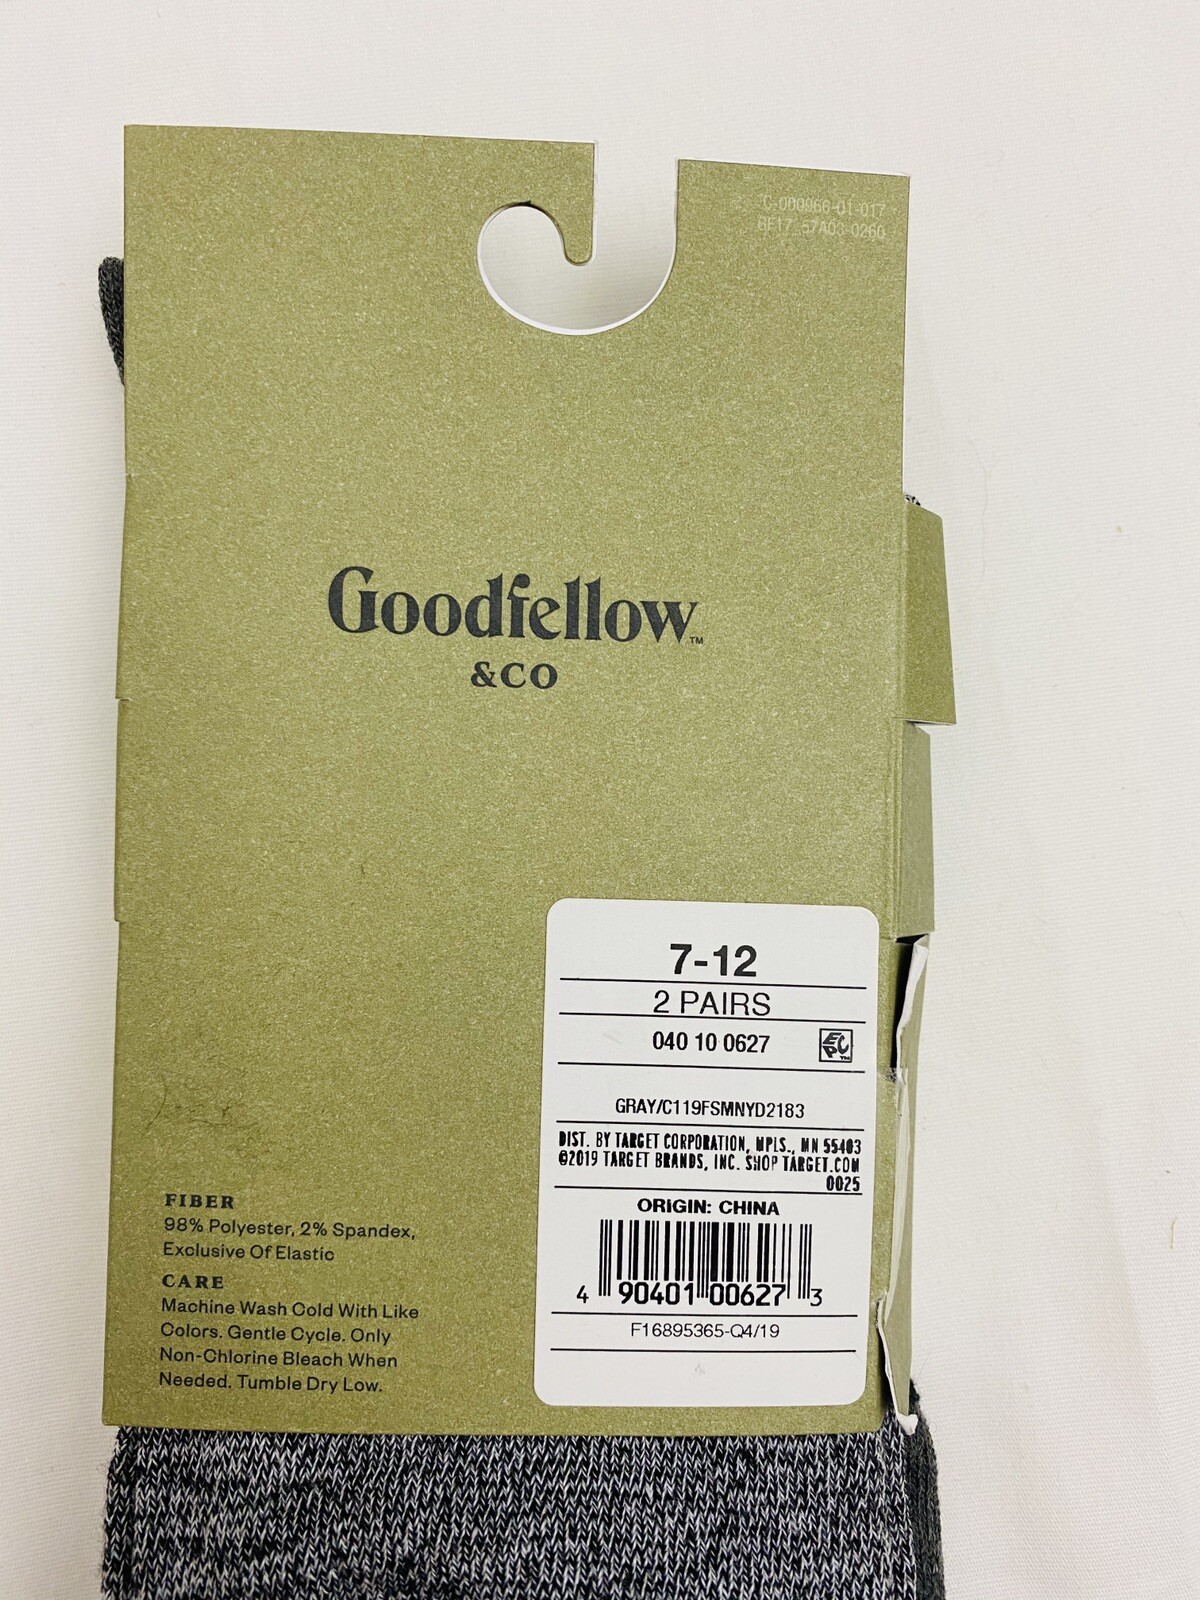 C-000966-01-017
Goodfellow™
&CO
7-12
2 PAIRS
040 10 0627
EPC™
GRAY/C119FSMNYD2183
DIST. BY TARGET CORPORATION, MPLS., MN 55403
©2019 TARGET BRANDS, INC. SHOP TARGET.COM
0025
ORIGIN: CHINA
4 90401 00627 3
F16895365-Q4/19
FIBER
98% Polyester, 2% Spandex,
Exclusive Of Elastic
CARE
Machine Wash Cold With Like
Colors. Gentle Cycle. Only
Non-Chlorine Bleach When
Needed. Tumble Dry Low.